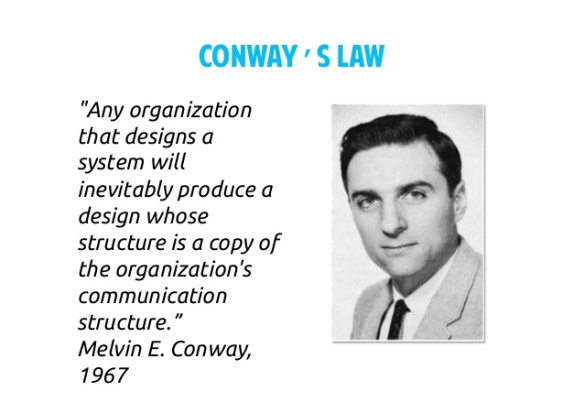 CONWAY ’ S LAW
"Any organization
that designs a
system will
inevitably produce a
design whose
structure is a copy of
the organization's
communication
structure.”
Melvin E. Conway,
1967